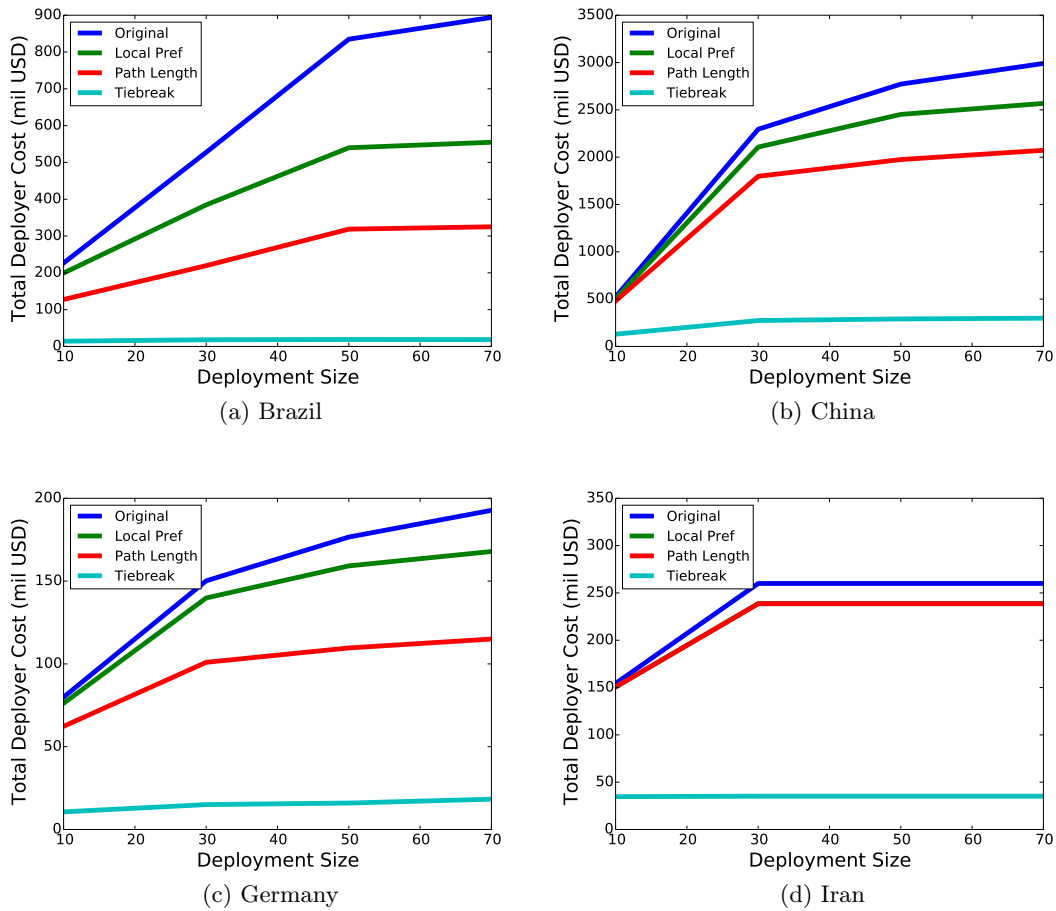 Total Deployer Cost (mil USD)
900
800
700
600
500
400
300
200
100
0
Original
Local Pref
Path Length
Tiebreak
10 20 30 40 50 60 70
Deployment Size
(a) Brazil
Total Deployer Cost (mil USD)
3500
3000
2500
2000
1500
1000
500
0
Original
Local Pref
Path Length
Tiebreak
10 20 30 40 50 60 70
Deployment Size
(b) China
Total Deployer Cost (mil USD)
200
150
100
50
0
Original
Local Pref
Path Length
Tiebreak
10 20 30 40 50 60 70
Deployment Size
(c) Germany
Total Deployer Cost (mil USD)
350
300
250
200
150
100
50
0
Original
Local Pref
Path Length
Tiebreak
10 20 30 40 50 60 70
Deployment Size
(d) Iran